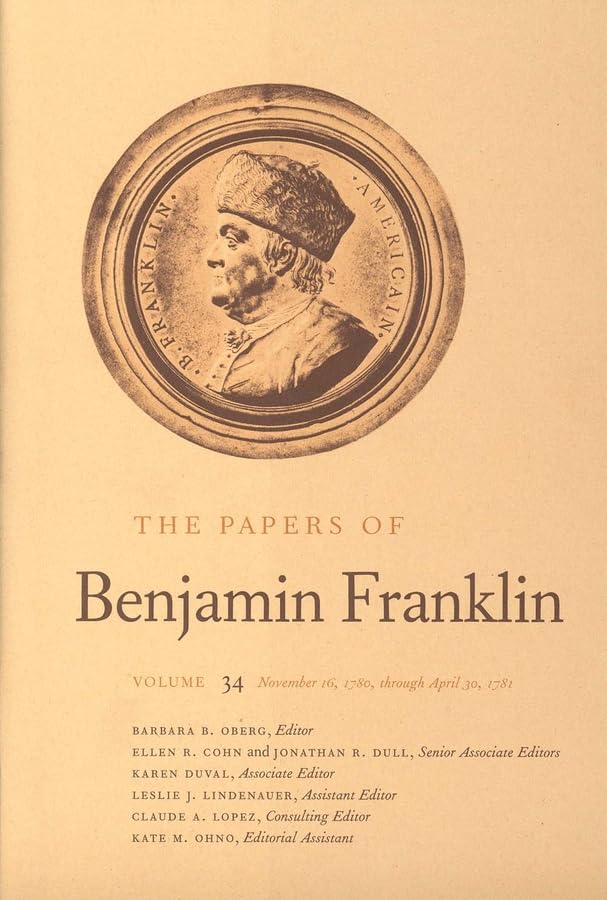 ·B·FRANKLIN·
·AMERICAIN·
THE PAPERS OF
Benjamin Franklin
VOLUME 34 November 16, 1780, through April 30, 1781
BARBARA B. OBERG, Editor
ELLEN R. COHN and JONATHAN R. DULL, Senior Associate Editors
KAREN DUVAL, Associate Editor
LESLIE J. LINDENAUER, Assistant Editor
CLAUDE A. LOPEZ, Consulting Editor
KATE M. OHNO, Editorial Assistant